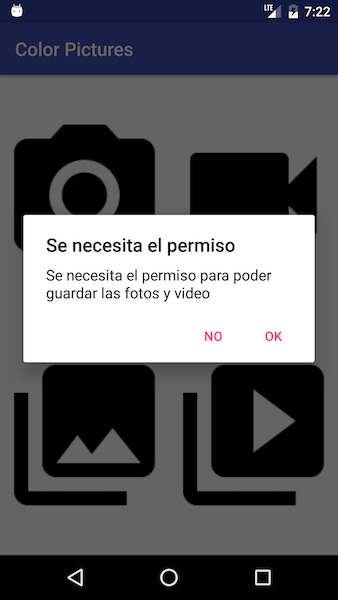 LTE 7:22
Color Pictures
Se necesita el permiso
Se necesita el permiso para poder
guardar las fotos y video
NO OK